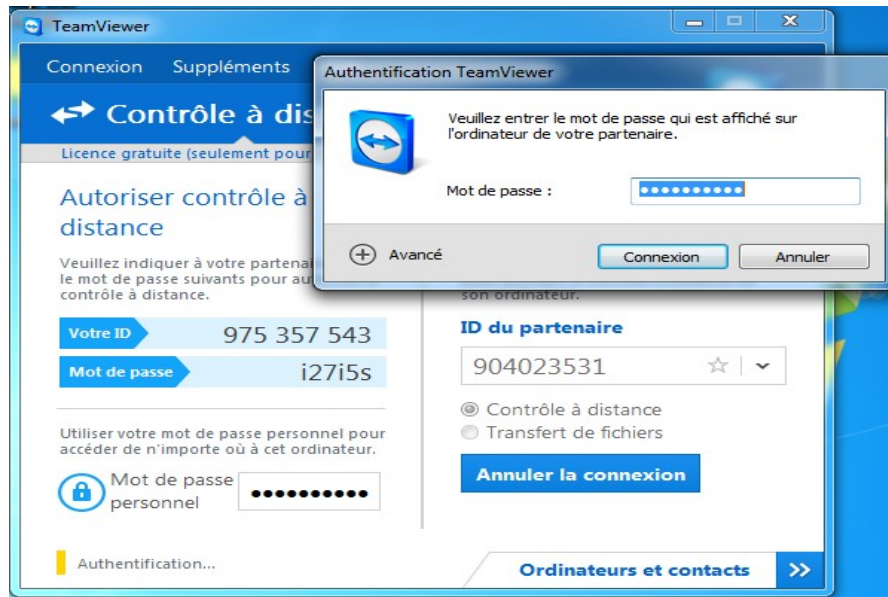 TeamViewer
Connexion Suppléments
Contrôle à dis
Licence gratuite (seulement pour
Autoriser contrôle à
distance
Veuillez indiquer à votre partenai
le mot de passe suivants pour au
contrôle à distance.
Votre ID 975 357 543
Mot de passe i27i5s
Utiliser votre mot de passe personnel pour
accéder de n'importe où à cet ordinateur.
Mot de passe
personnel ●●●●●●●●●●
Authentification...
Authentification TeamViewer
Veuillez entrer le mot de passe qui est affiché sur
l'ordinateur de votre partenaire.
Mot de passe : ●●●●●●●●●●
Avancé Connexion Annuler
son ordinateur.
ID du partenaire
904023531
Contrôle à distance
Transfert de fichiers
Annuler la connexion
Ordinateurs et contacts